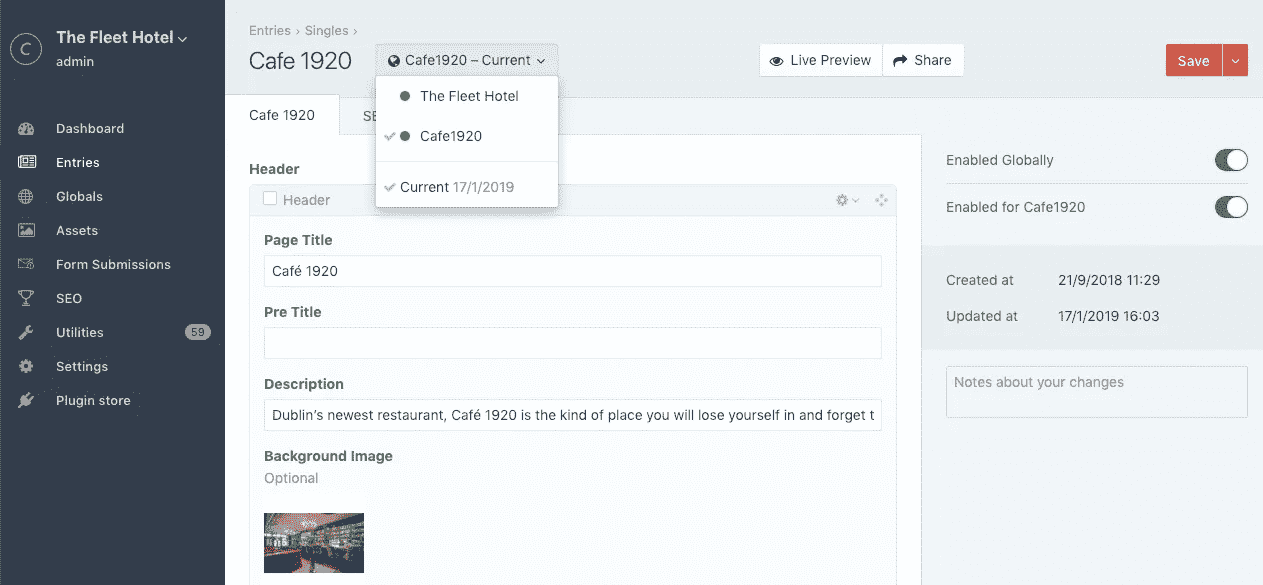 C
The Fleet Hotel
admin
Dashboard
Entries
Globals
Assets
Form Submissions
SEO
Utilities 59
Settings
Plugin store
Entries › Singles ›
Cafe 1920
Cafe1920 – Current
The Fleet Hotel
Cafe1920
Current 17/1/2019
Live Preview
Share
Save
Cafe 1920
Header
Header
Page Title
Café 1920
Pre Title
Description
Dublin's newest restaurant, Café 1920 is the kind of place you will lose yourself in and forget t
Background Image
Optional
Enabled Globally
Enabled for Cafe1920
Created at 21/9/2018 11:29
Updated at 17/1/2019 16:03
Notes about your changes